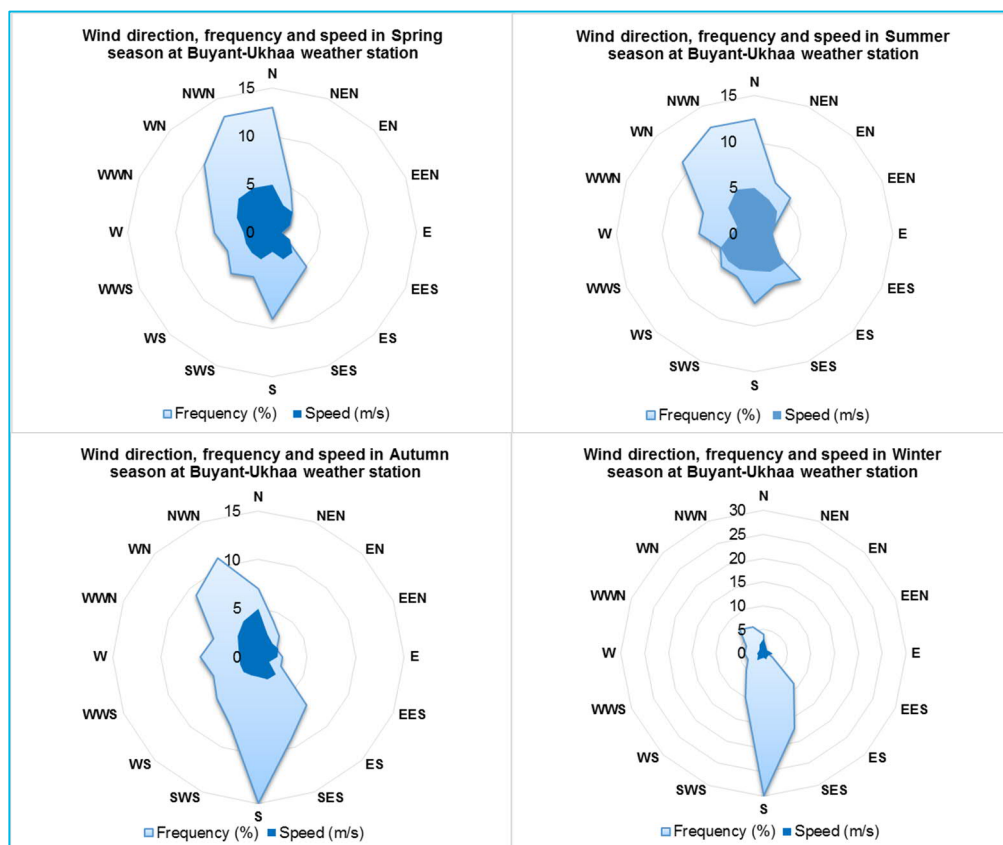 Wind direction, frequency and speed in Spring
season at Buyant-Ukhaa weather station
N
NWN
15
NEN
WN
10
EN
WWN
5
EEN
W
0
E
WWS
EES
WS
ES
SWS
SES
S
Frequency (%)
Speed (m/s)
Wind direction, frequency and speed in Summer
season at Buyant-Ukhaa weather station
N
NWN
15
NEN
WN
10
EN
WWN
5
EEN
W
0
E
WWS
EES
WS
ES
SWS
SES
S
Frequency (%)
Speed (m/s)
Wind direction, frequency and speed in Autumn
season at Buyant-Ukhaa weather station
N
NWN
15
NEN
WN
10
EN
WWN
5
EEN
W
0
E
WWS
EES
WS
ES
SWS
SES
S
Frequency (%)
Speed (m/s)
Wind direction, frequency and speed in Winter
season at Buyant-Ukhaa weather station
N
NWN
30
NEN
25
WN
20
EN
15
WWN
10
EEN
5
W
0
E
WWS
EES
WS
ES
SWS
SES
S
Frequency (%)
Speed (m/s)